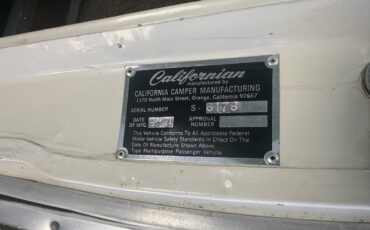 Californian
manufactured by
CALIFORNIA CAMPER MANUFACTURING
1170 North Main Street, Orange, California 92667
SERIAL NUMBER S- 6173
DATE OF MFG.
APPROVAL NUMBER
This Vehicle Conforms To All Applicable Federal
Motor Vehicle Safety Standards In Effect On The
Date Of Manufacture Shown Above.
Type Multipurpose Passenger Vehicle